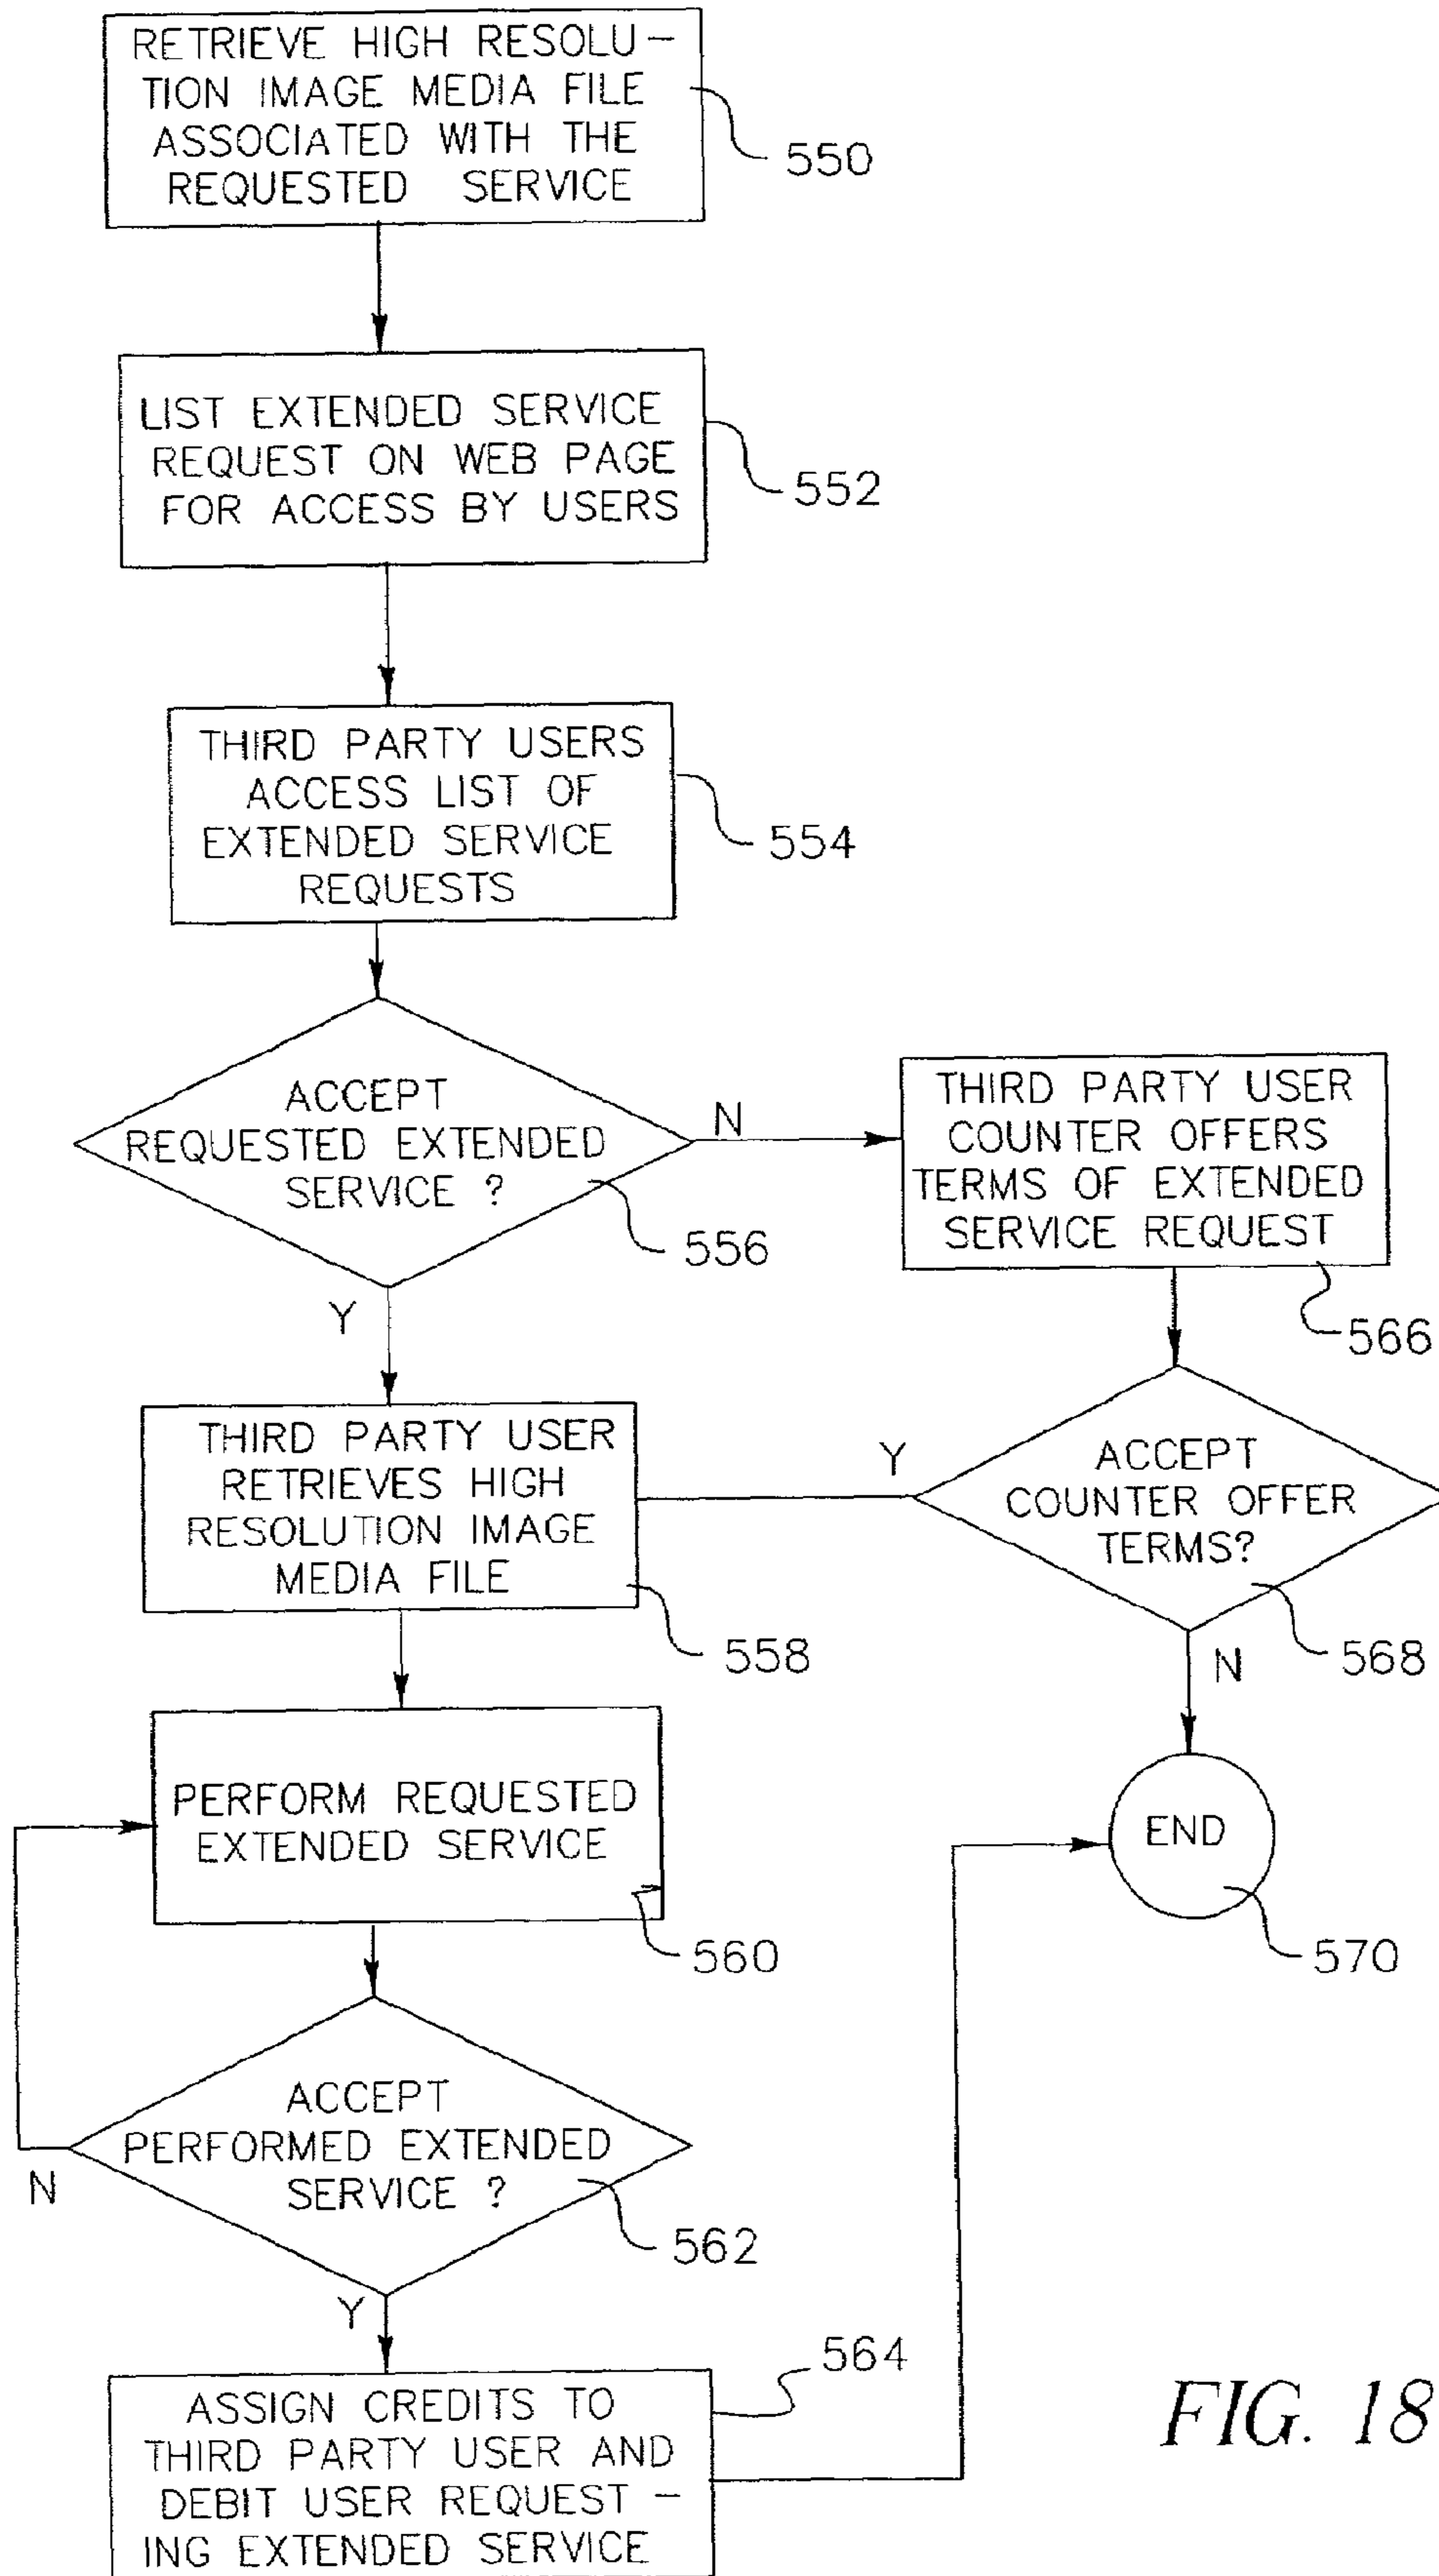 RETRIEVE HIGH RESOLU-
TION IMAGE MEDIA FILE
ASSOCIATED WITH THE
REQUESTED SERVICE
550
LIST EXTENDED SERVICE
REQUEST ON WEB PAGE
FOR ACCESS BY USERS
552
THIRD PARTY USERS
ACCESS LIST OF
EXTENDED SERVICE
REQUESTS
554
ACCEPT
REQUESTED EXTENDED
SERVICE ?
556
N
Y
THIRD PARTY USER
COUNTER OFFERS
TERMS OF EXTENDED
SERVICE REQUEST
566
THIRD PARTY USER
RETRIEVES HIGH
RESOLUTION IMAGE
MEDIA FILE
558
Y
ACCEPT
COUNTER OFFER
TERMS?
568
N
PERFORM REQUESTED
EXTENDED SERVICE
560
END
570
ACCEPT
PERFORMED EXTENDED
SERVICE ?
562
N
Y
564
ASSIGN CREDITS TO
THIRD PARTY USER AND
DEBIT USER REQUEST -
ING EXTENDED SERVICE
FIG. 18